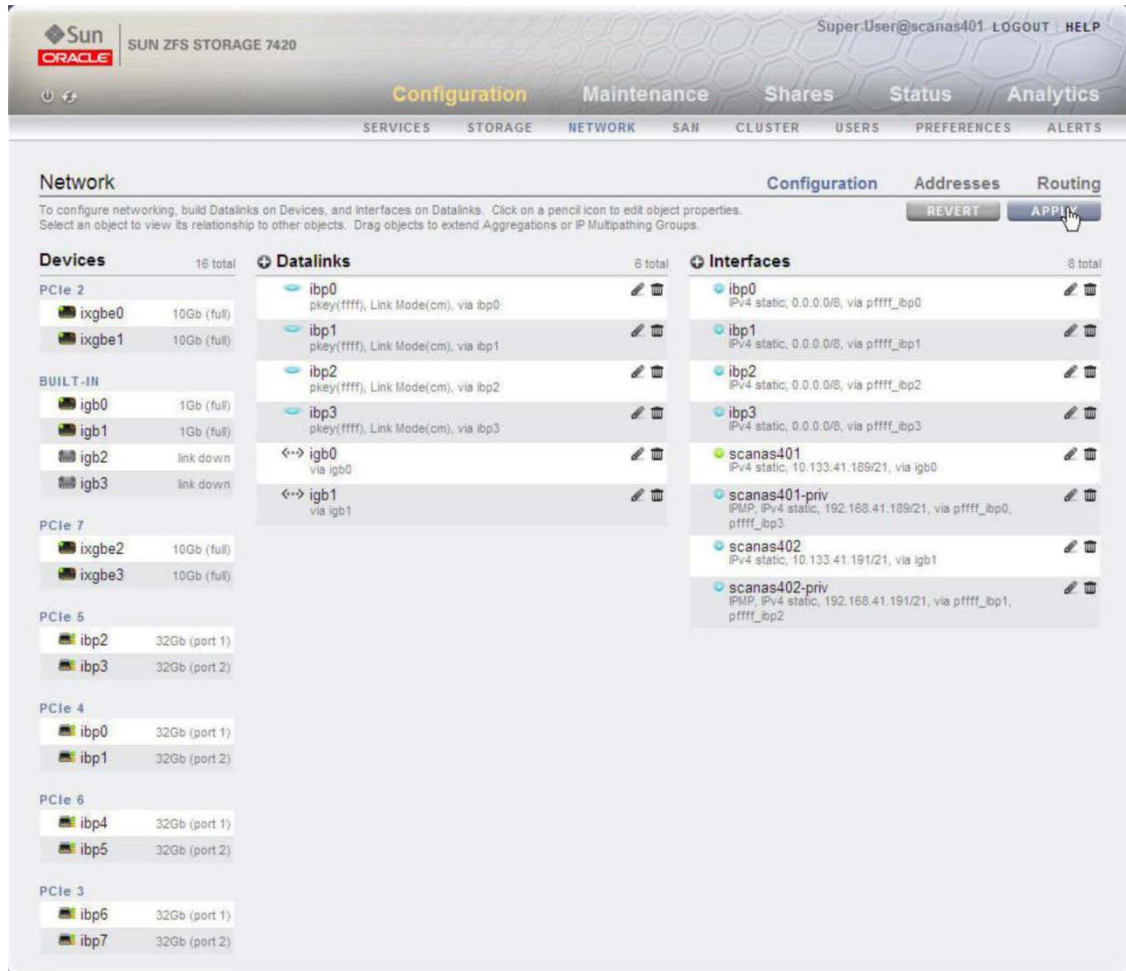 Sun
ORACLE
SUN ZFS STORAGE 7420
Super-User@scanas401 LOGOUT HELP
Configuration Maintenance Shares Status Analytics
SERVICES STORAGE NETWORK SAN CLUSTER USERS PREFERENCES ALERTS
Network
Configuration Addresses Routing
To configure networking, build Datalinks on Devices, and Interfaces on Datalinks. Click on a pencil icon to edit object properties.
Select an object to view its relationship to other objects. Drag objects to extend Aggregations or IP Multipathing Groups.
REVERT APPLY
Devices 16 total
PCIe 2
ixgbe0 10Gb (full)
ixgbe1 10Gb (full)
BUILT-IN
igb0 1Gb (full)
igb1 1Gb (full)
igb2 link down
igb3 link down
PCIe 7
ixgbe2 10Gb (full)
ixgbe3 10Gb (full)
PCIe 5
ibp2 32Gb (port 1)
ibp3 32Gb (port 2)
PCIe 4
ibp0 32Gb (port 1)
ibp1 32Gb (port 2)
PCIe 6
ibp4 32Gb (port 1)
ibp5 32Gb (port 2)
PCIe 3
ibp6 32Gb (port 1)
ibp7 32Gb (port 2)
Datalinks 6 total
ibp0
pkey(ffff), Link Mode(cm), via ibp0
ibp1
pkey(ffff), Link Mode(cm), via ibp1
ibp2
pkey(ffff), Link Mode(cm), via ibp2
ibp3
pkey(ffff), Link Mode(cm), via ibp3
igb0
via igb0
igb1
via igb1
Interfaces 8 total
ibp0
IPv4 static, 0.0.0.0/8, via pffff_ibp0
ibp1
IPv4 static, 0.0.0.0/8, via pffff_ibp1
ibp2
IPv4 static, 0.0.0.0/8, via pffff_ibp2
ibp3
IPv4 static, 0.0.0.0/8, via pffff_ibp3
scanas401
IPv4 static, 10.133.41.189/21, via igb0
scanas401-priv
IPMP, IPv4 static, 192.168.41.189/21, via pffff_ibp0,
pffff_ibp3
scanas402
IPv4 static, 10.133.41.191/21, via igb1
scanas402-priv
IPMP, IPv4 static, 192.168.41.191/21, via pffff_ibp1,
pffff_ibp2